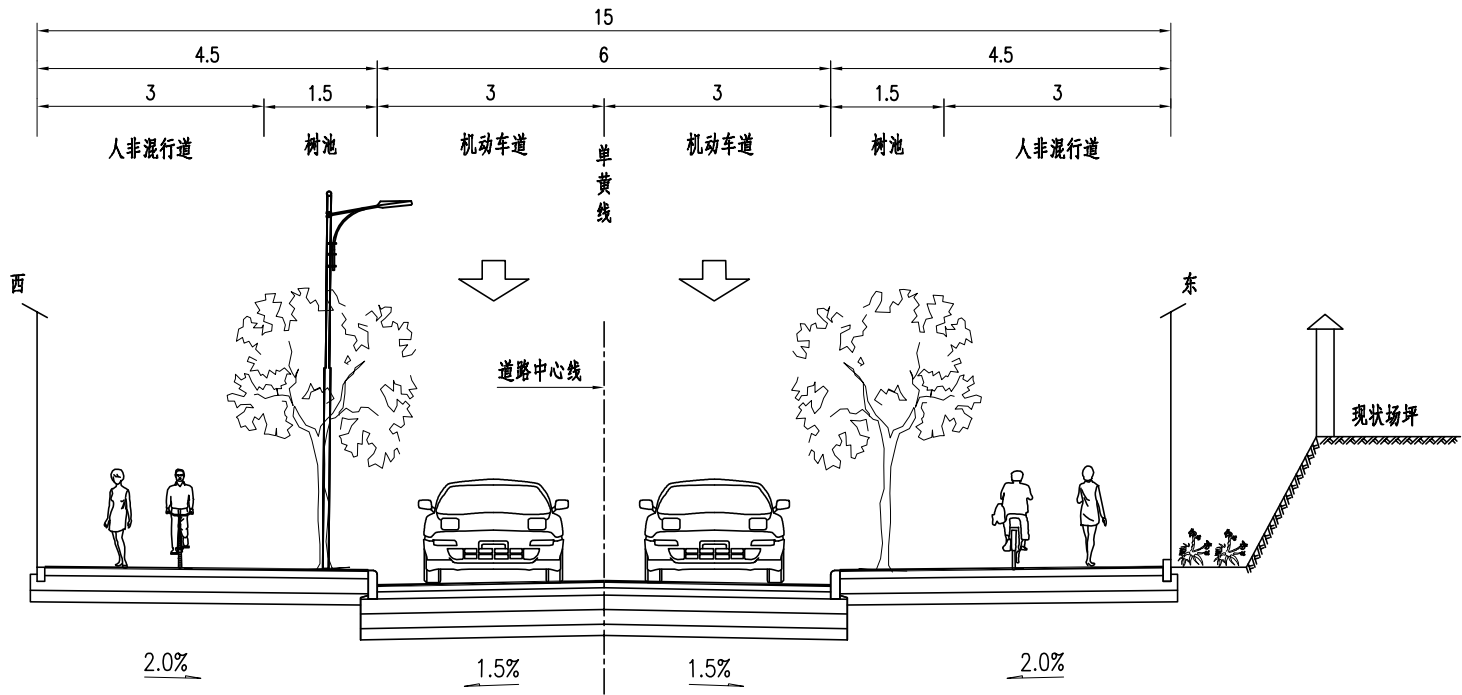 15
4.5 6 4.5
3 1.5 3 3 1.5 3
人非混行道 树池 机动车道 机动车道 树池 人非混行道
单黄线
西 东
道路中心线
现状场坪
2.0% 1.5% 1.5% 2.0%